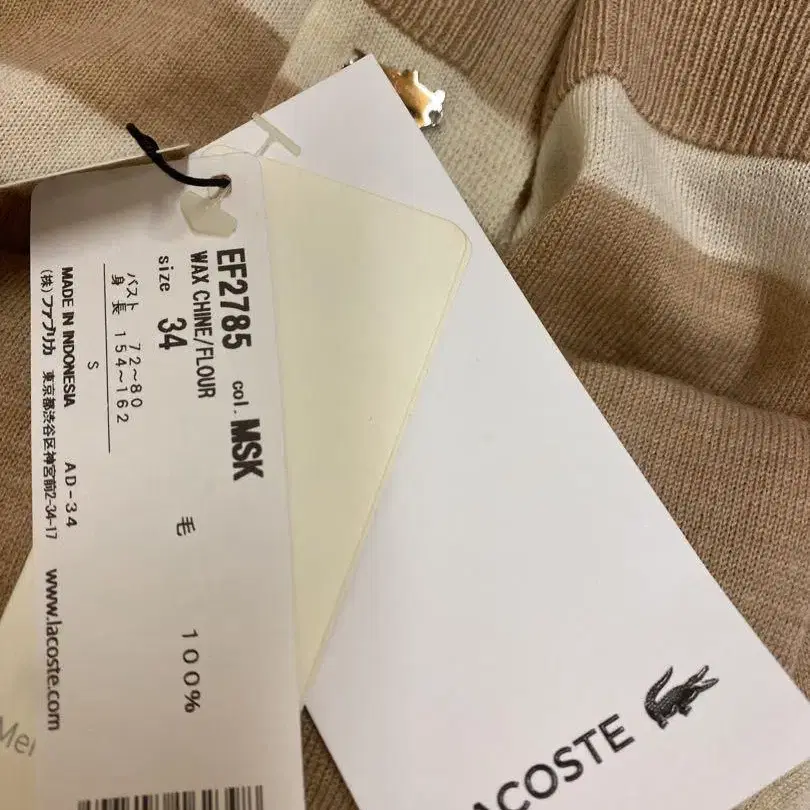 EF2785 col. MSK
WAX CHINE/FLOUR
size 34
毛 100%
バスト 72～80
身長 154～162
S
MADE IN INDONESIA AD-34
(株)ファブリカ 東京都渋谷区神宮前2-34-17 www.lacoste.com
ACOSTE